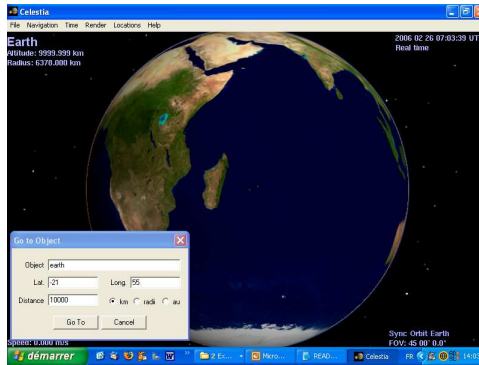 Celestia
File Navigation Time Render Locations Help
Earth
Altitude: 9999.999 km
Radius: 6378.000 km
2006 02 26 07:03:39 UT
Real time
Go to Object
Object earth
Lat. -21 Long. 55
Distance 10000 km radii au
Go To Cancel
Speed: 0.000 m/s
Sync Orbit Earth
FOV: 45 00' 0.0'
démarrer
2 Ex...
Micro...
READ...
Celestia
FR
14:03